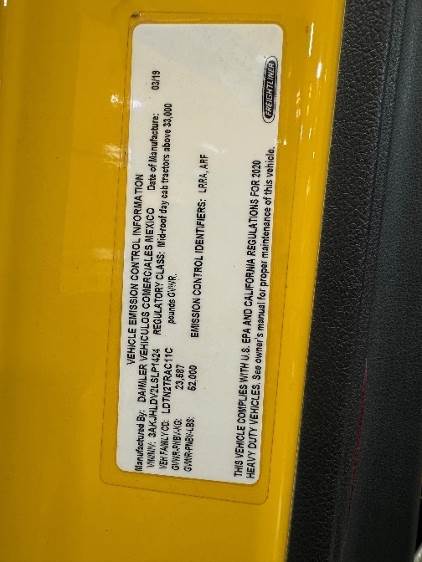 VEHICLE EMISSION CONTROL INFORMATION
Manufactured By: DAIMLER VEHICULOS COMERCIALES MEXICO Date of Manufacture: 03/19
VIN/NIV: 3AKJHLDV2LSLP1424 REGULATORY CLASS: Mid-roof day cab tractors above 33,000
VEH FAMILY CD: LDTN2TRAC11C pounds GVWR.
GVWR-PNBV-KG: 23,587
GVWR-PNBV-LBS: 52,000 EMISSION CONTROL IDENTIFIERS: LRRA, ARF
THIS VEHICLE COMPLIES WITH U.S. EPA AND CALIFORNIA REGULATIONS FOR 2020
HEAVY DUTY VEHICLES. See owner's manual for proper maintenance of this vehicle.
FREIGHTLINER